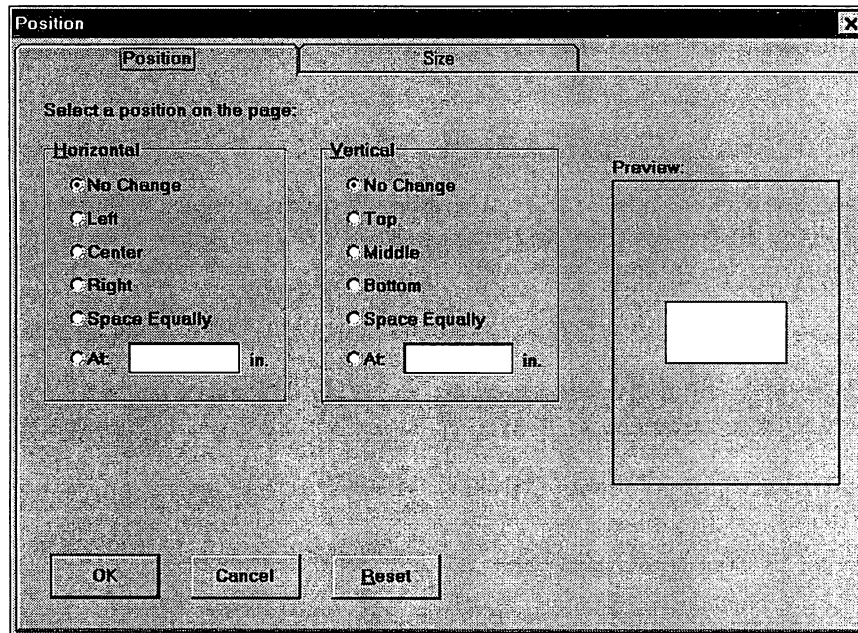 Position
Position Size
Select a position on the page:
Horizontal
No Change
Left
Center
Right
Space Equally
At: in.
Vertical
No Change
Top
Middle
Bottom
Space Equally
At: in.
Preview:
OK Cancel Reset